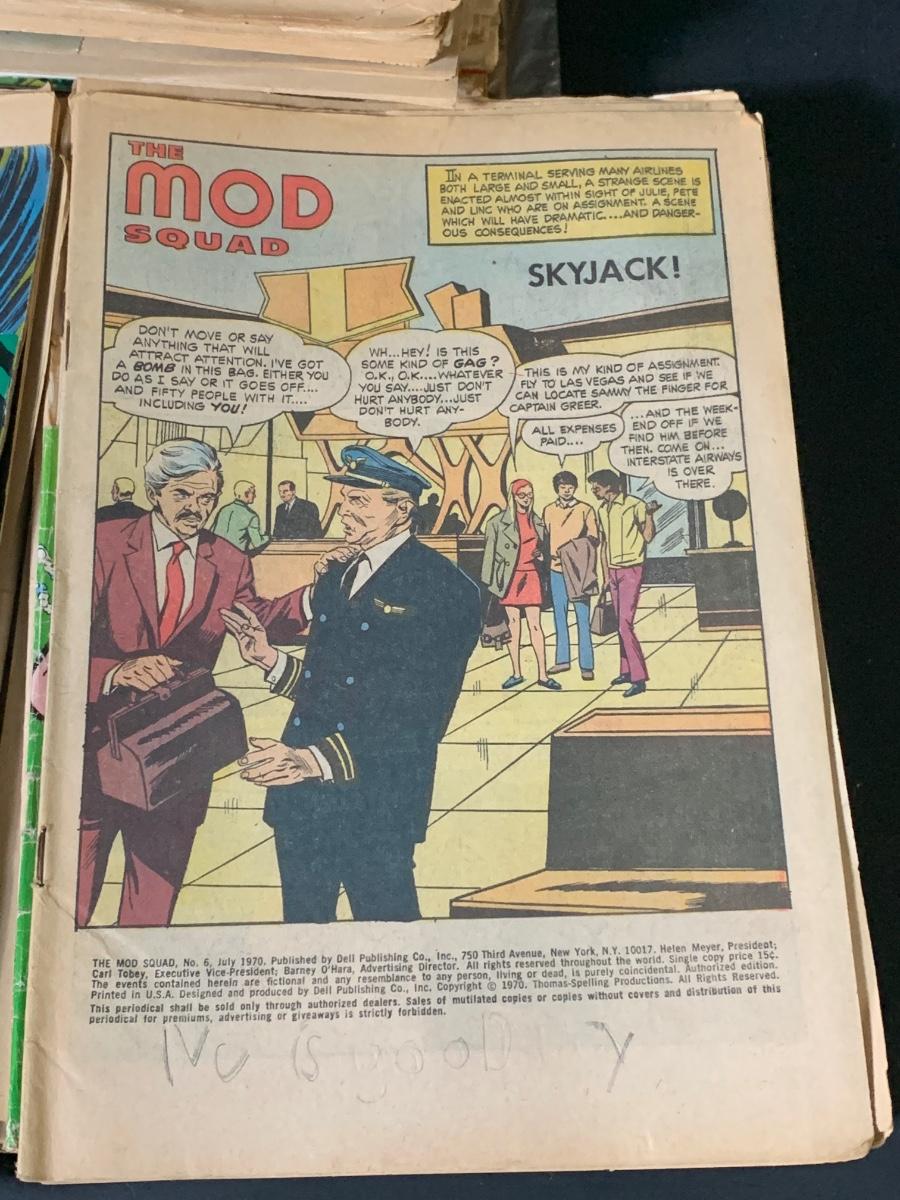 THE
MOD
SQUAD
IN A TERMINAL SERVING MANY AIRLINES
BOTH LARGE AND SMALL, A STRANGE SCENE IS
ENACTED ALMOST WITHIN SIGHT OF JULIE, PETE
AND LINC WHO ARE ON ASSIGNMENT. A SCENE
WHICH WILL HAVE DRAMATIC....AND DANGER-
OUS CONSEQUENCES!
SKYJACK!
DON'T MOVE OR SAY
ANYTHING THAT WILL
ATTRACT ATTENTION. I'VE GOT
A BOMB IN THIS BAG. EITHER YOU
DO AS I SAY OR IT GOES OFF....
AND FIFTY PEOPLE WITH IT....
INCLUDING YOU!
WH...HEY! IS THIS
SOME KIND OF GAG?
O.K., O.K....WHATEVER
YOU SAY....JUST DON'T
HURT ANYBODY...JUST
DON'T HURT ANY-
BODY.
THIS IS MY KIND OF ASSIGNMENT.
FLY TO LAS VEGAS AND SEE IF WE
CAN LOCATE SAMMY THE FINGER FOR
CAPTAIN GREER.
ALL EXPENSES
PAID....
...AND THE WEEK-
END OFF IF WE
FIND HIM BEFORE
THEN. COME ON...
INTERSTATE AIRWAYS
IS OVER
THERE.
THE MOD SQUAD, No. 6, July 1970. Published by Dell Publishing Co., Inc., 750 Third Avenue, New York, N.Y. 10017. Helen Meyer, President;
Carl Tobey, Executive Vice-President; Barney O'Hara, Advertising Director. All rights reserved throughout the world. Single copy price 15¢.
The events contained herein are fictional and any resemblance to any person, living or dead, is purely coincidental. Authorized edition.
Printed in U.S.A. Designed and produced by Dell Publishing Co., Inc. Copyright © 1970. Thomas-Spelling Productions. All Rights Reserved.
This periodical shall be sold only through authorized dealers. Sales of mutilated copies or copies without covers and distribution of this
periodical for premiums, advertising or giveaways is strictly forbidden.
is good